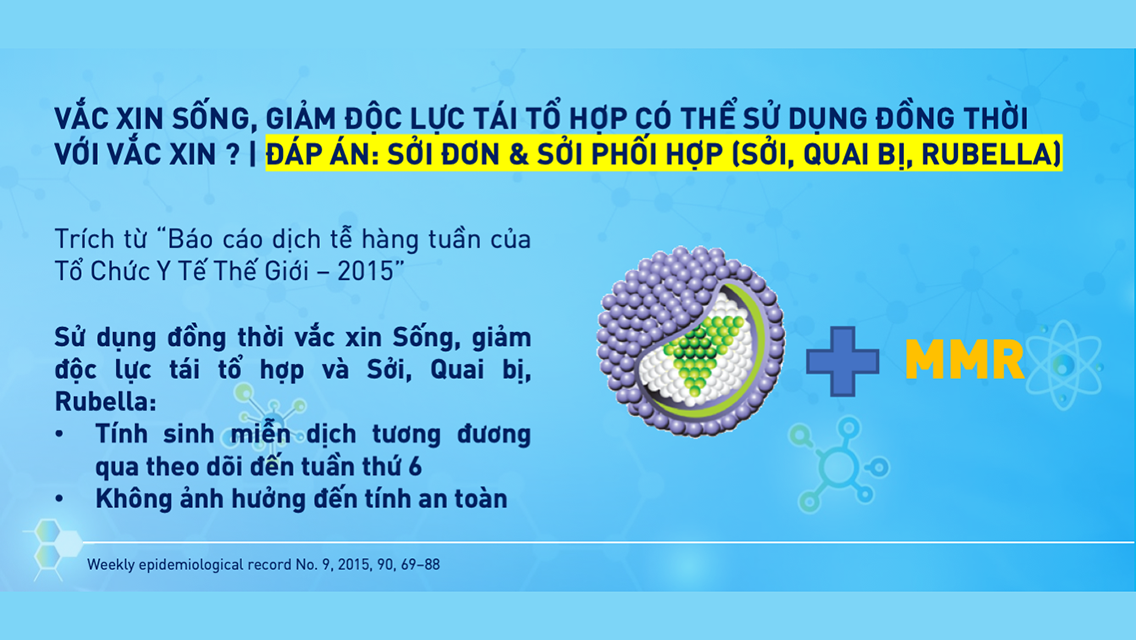 VẮC XIN SỐNG, GIẢM ĐỘC LỰC TÁI TỔ HỢP CÓ THỂ SỬ DỤNG ĐỒNG THỜI
VỚI VẮC XIN ? | ĐÁP ÁN: SỞI ĐƠN & SỞI PHỐI HỢP (SỞI, QUAI BỊ, RUBELLA)
Trích từ “Báo cáo dịch tễ hàng tuần của
Tổ Chức Y Tế Thế Giới – 2015”
Sử dụng đồng thời vắc xin Sống, giảm
độc lực tái tổ hợp và Sởi, Quai bị,
Rubella:
• Tính sinh miễn dịch tương đương
qua theo dõi đến tuần thứ 6
• Không ảnh hưởng đến tính an toàn
MMR
Weekly epidemiological record No. 9, 2015, 90, 69–88